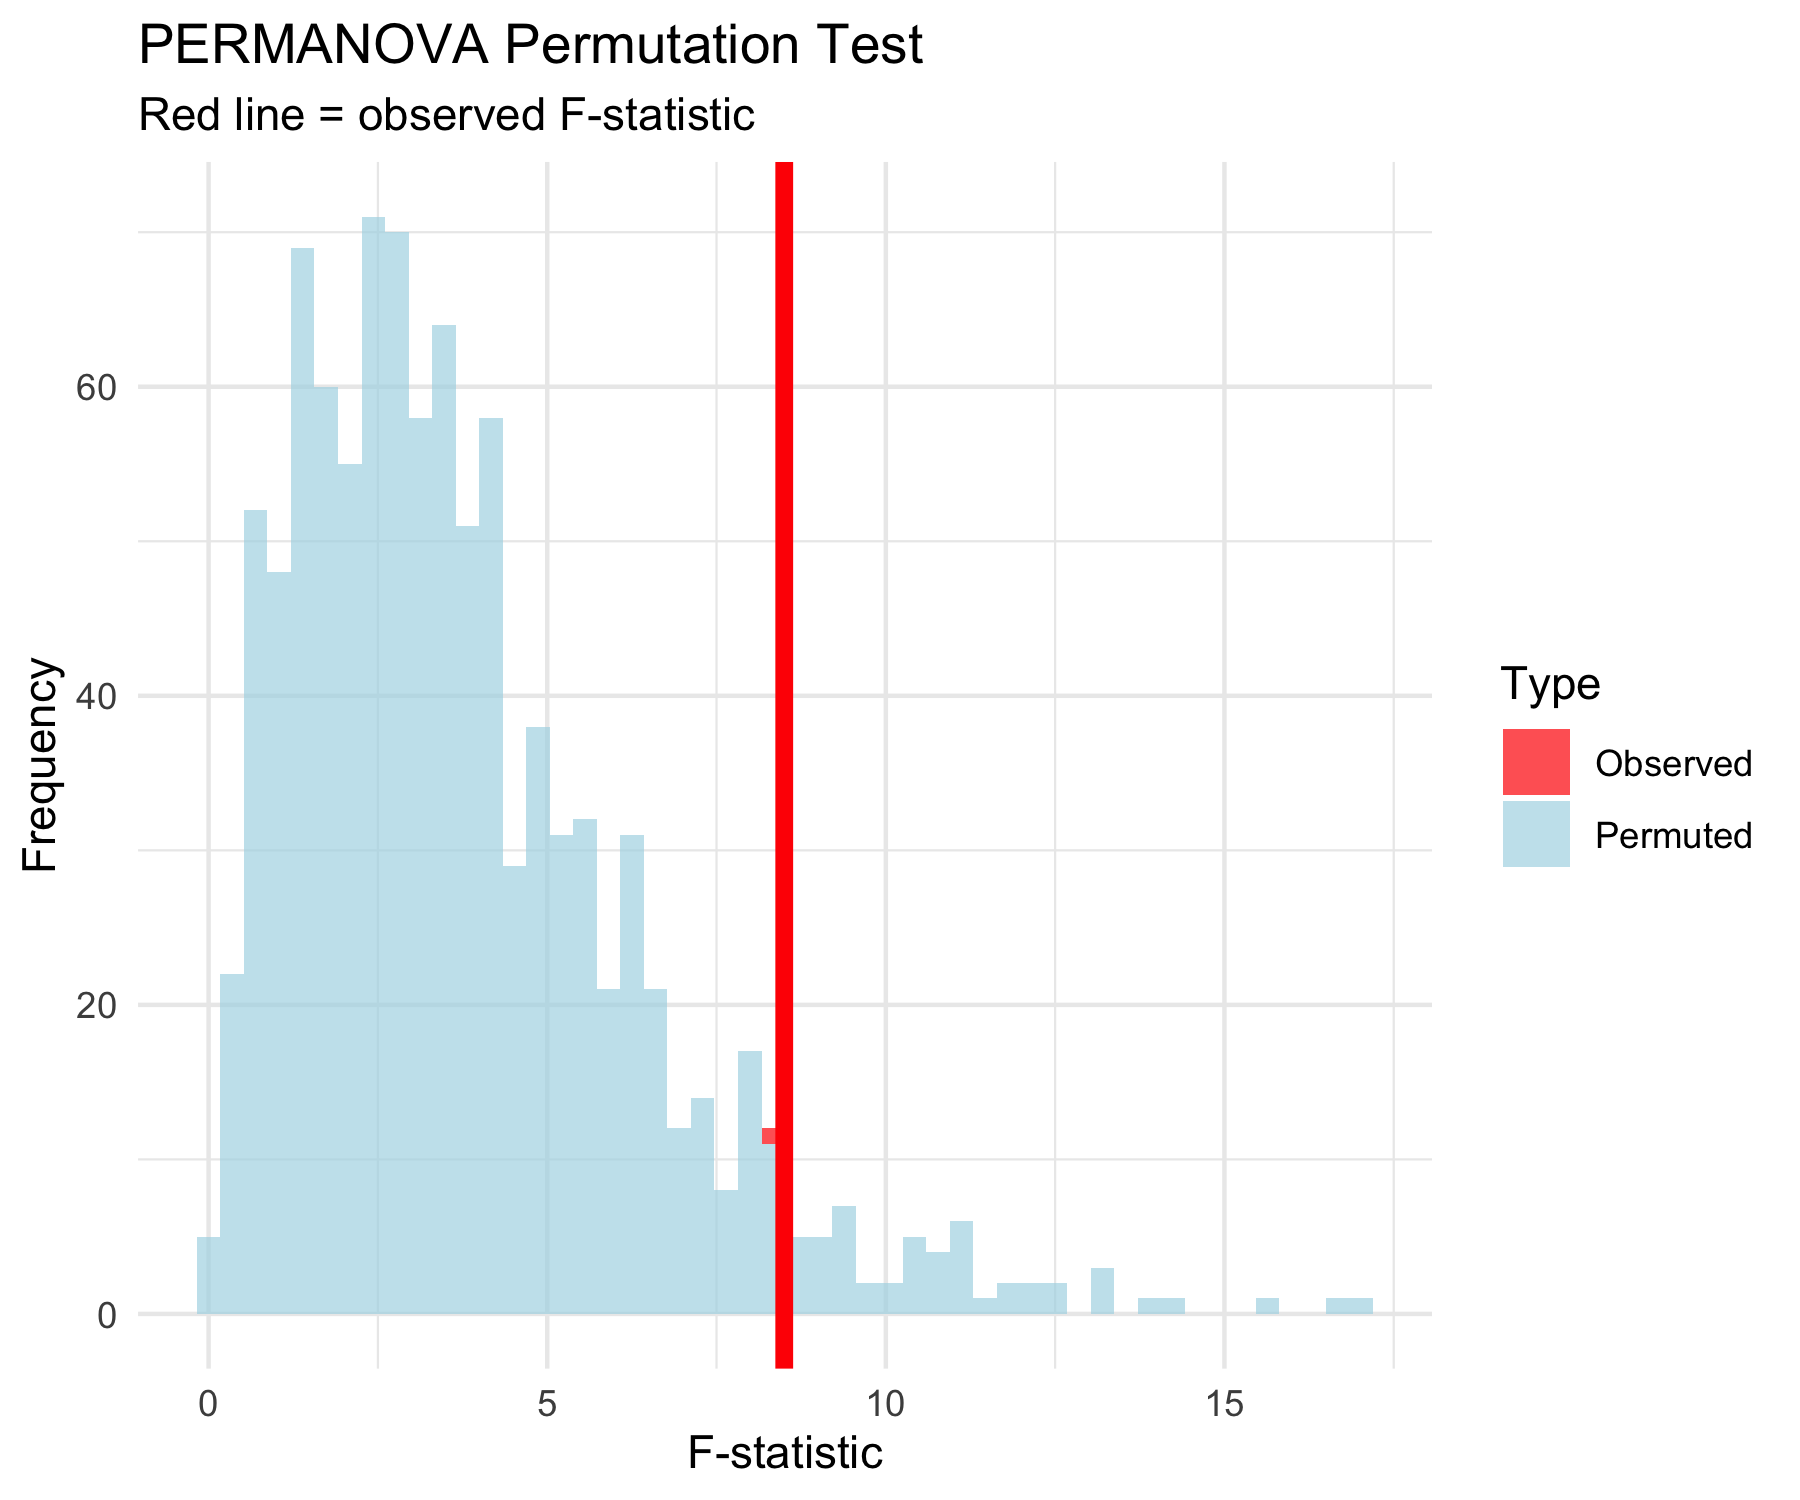 PERMANOVA Permutation Test
Red line = observed F-statistic
Frequency
60
40
20
0
0
5
10
15
F-statistic
Type
Observed
Permuted